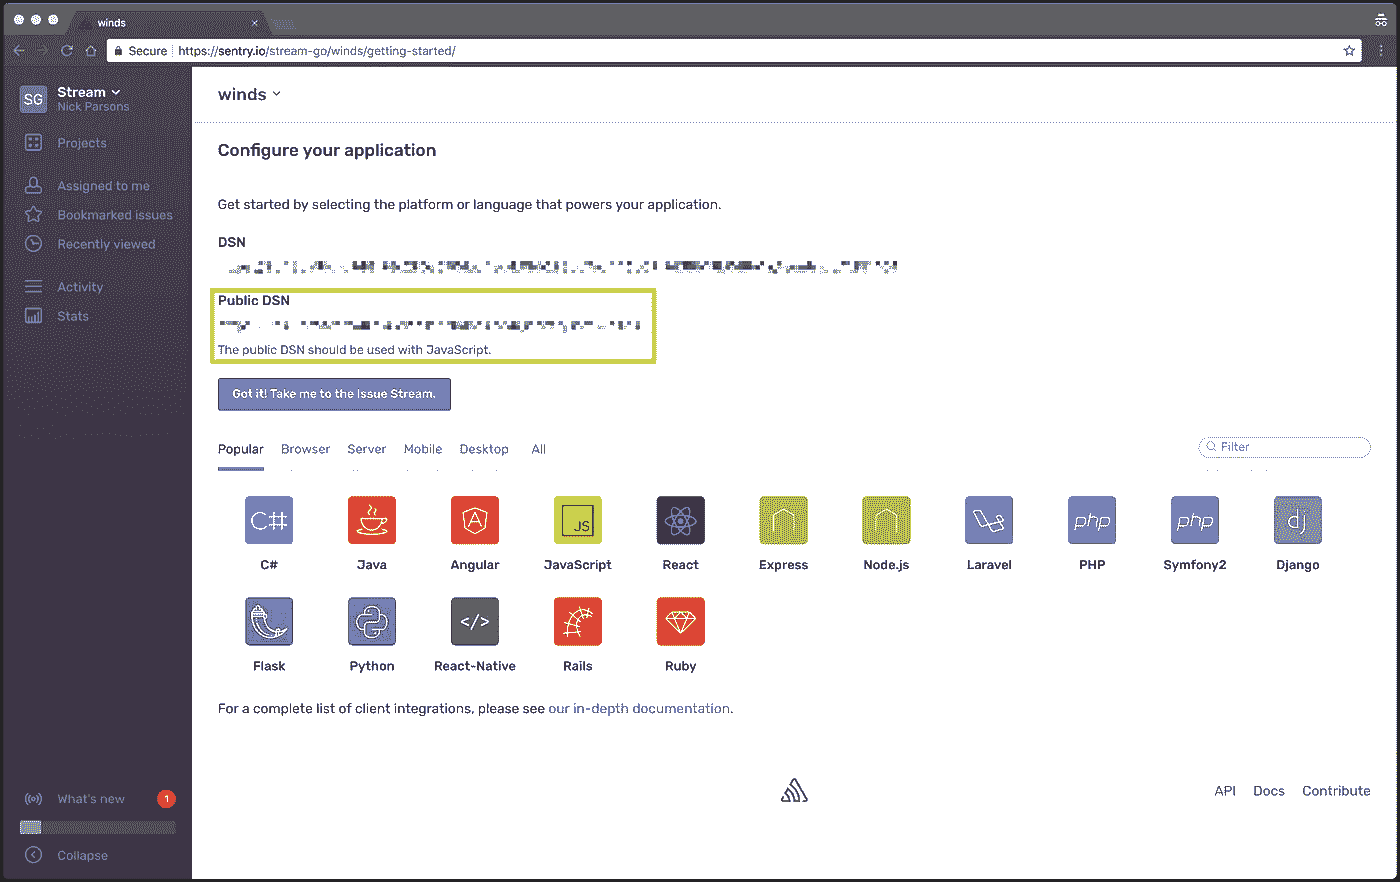 winds
Secure https://sentry.io/stream-go/winds/getting-started/
SG
Stream
Nick Parsons
Projects
Assigned to me
Bookmarked issues
Recently viewed
Activity
Stats
What's new
1
Collapse
winds
Configure your application
Get started by selecting the platform or language that powers your application.
DSN
Public DSN
The public DSN should be used with JavaScript.
Got it! Take me to the Issue Stream.
Popular Browser Server Mobile Desktop All
Filter
C# JS php php dj
C# Java Angular JavaScript React Express Node.js Laravel PHP Symfony2 Django
</>
Flask Python React-Native Rails Ruby
For a complete list of client integrations, please see our in-depth documentation.
API Docs Contribute